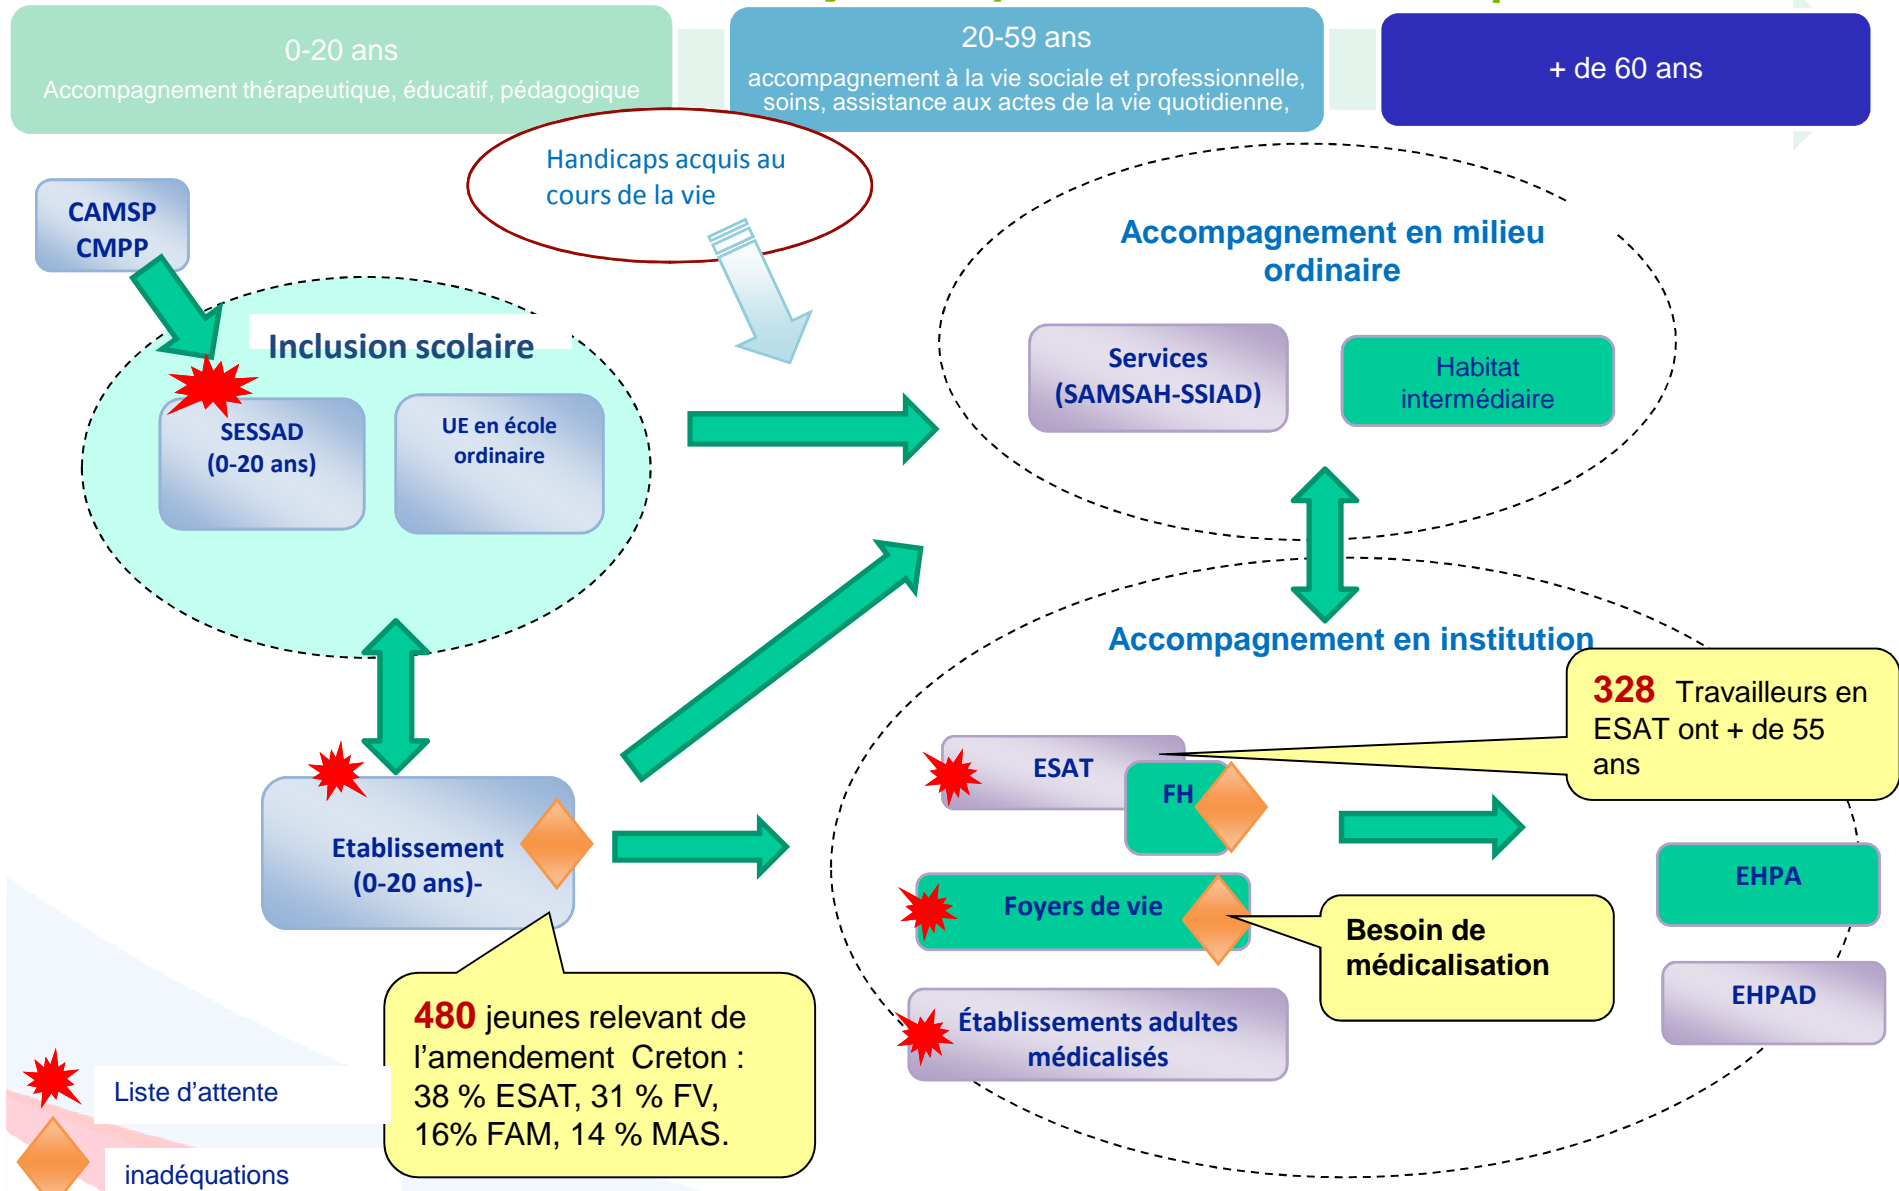 0-20 ans
Accompagnement thérapeutique, éducatif, pédagogique
20-59 ans
accompagnement à la vie sociale et professionnelle,
soins, assistance aux actes de la vie quotidienne,
+ de 60 ans
Handicaps acquis au
cours de la vie
CAMSP
CMPP
Inclusion scolaire
SESSAD
(0-20 ans)
UE en école
ordinaire
Accompagnement en milieu
ordinaire
Services
(SAMSAH-SSIAD)
Habitat
intermédiaire
Accompagnement en institution
328 Travailleurs en
ESAT ont + de 55
ans
ESAT
FH
Etablissement
(0-20 ans)-
Foyers de vie
Besoin de
médicalisation
EHPA
EHPAD
Établissements adultes
médicalisés
480 jeunes relevant de
l’amendement Creton :
38 % ESAT, 31 % FV,
16% FAM, 14 % MAS.
Liste d’attente
inadéquations